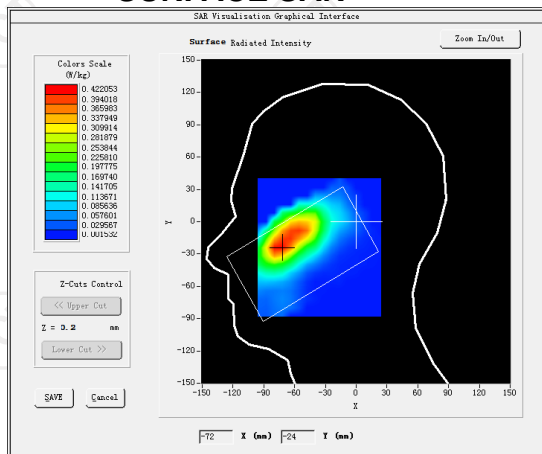 SURFACE SAR
SAR Visualisation Graphical Interface
Surface Radiated Intensity
Zoom In/Out
Colors Scale
(W/kg)
0.422053
0.394018
0.365983
0.337949
0.309914
0.281879
0.253844
0.225810
0.197775
0.169740
0.141705
0.113671
0.085636
0.057601
0.029567
0.001532
Z-Cuts Control
<< Upper Cut
Z = 0.2 mm
Lower Cut >>
SAVE Cancel
150
120
90
60
30
0
-30
-60
-90
-120
-150
Y
-150 -120 -90 -60 -30 0 30 60 90 120 150
X
-72 X (mm) -24 Y (mm)